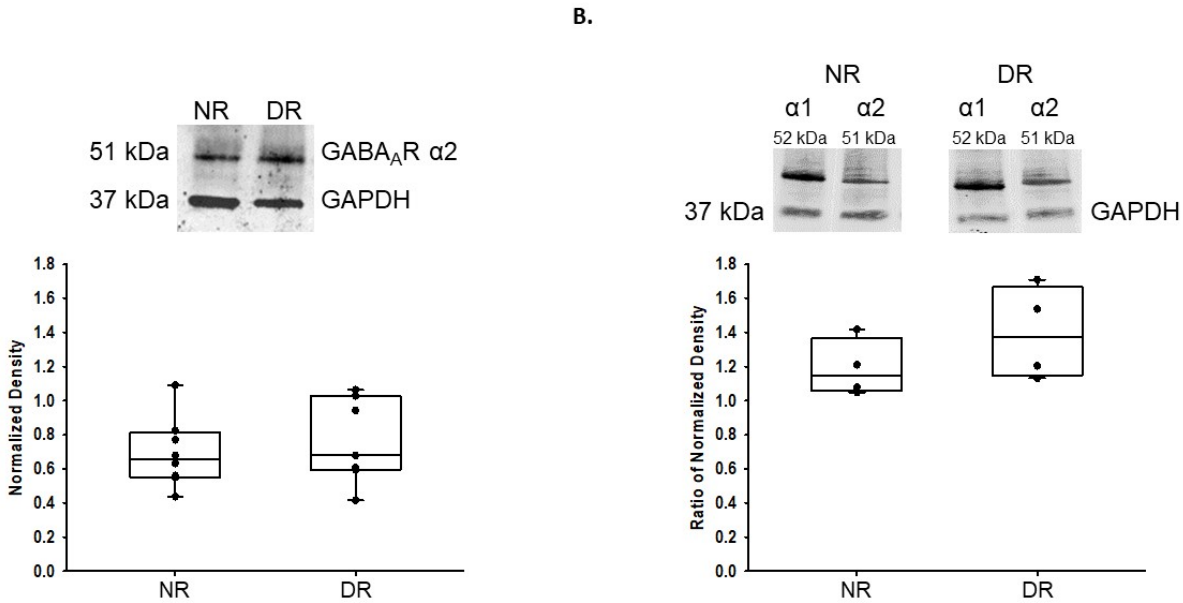 B.
NR DR
51 kDa GABAAR α2
37 kDa GAPDH
1.8
1.6
1.4
1.2
1.0
0.8
0.6
0.4
0.2
0.0
Normalized Density
NR DR
NR DR
α1 α2 α1 α2
52 kDa 51 kDa 52 kDa 51 kDa
37 kDa GAPDH
1.8
1.6
1.4
1.2
1.0
0.8
0.6
0.4
0.2
0.0
Ratio of Normalized Density
NR DR